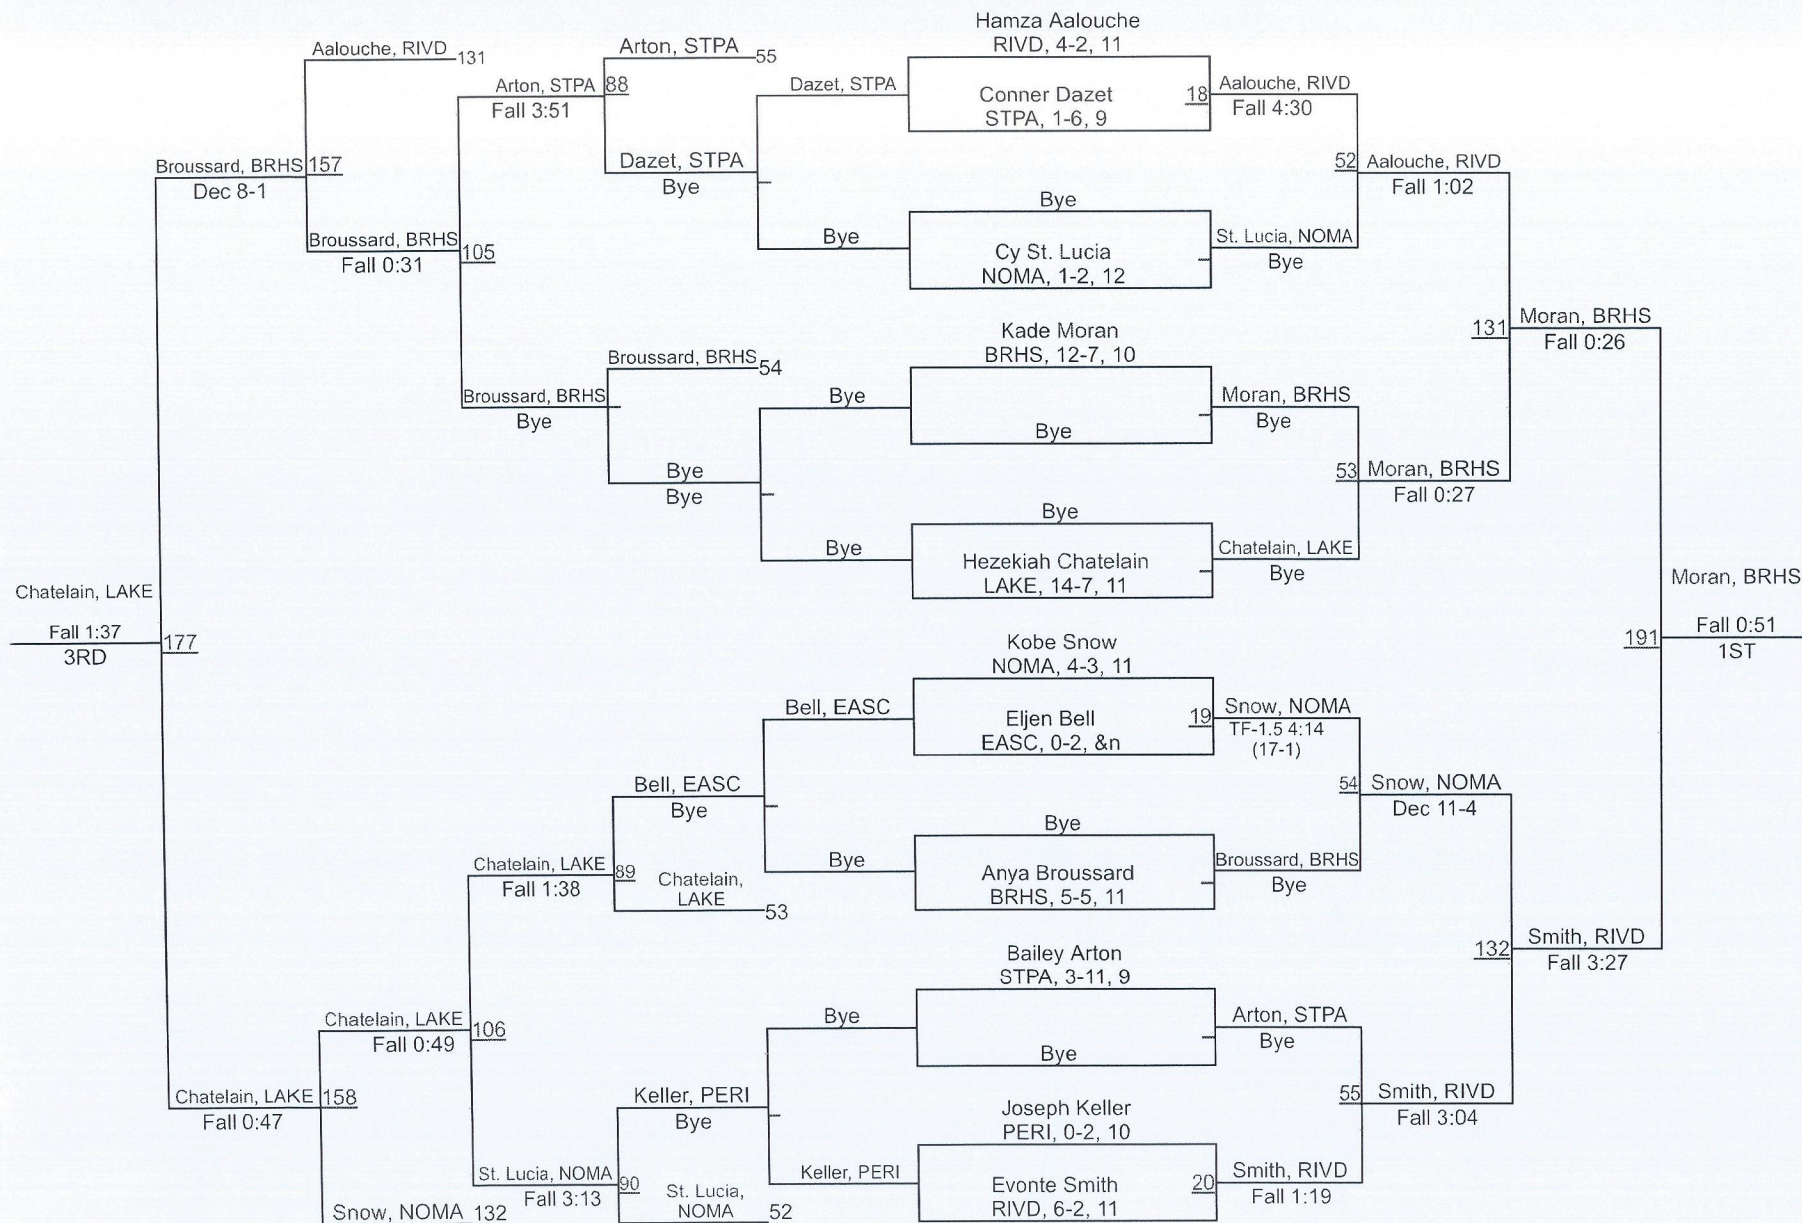 Hamza Aalouche
RIVD, 4-2, 11
Aalouche, RIVD
131
Arton, STPA
55
Arton, STPA
88
Fall 3:51
Dazet, STPA
Conner Dazet
STPA, 1-6, 9
18
Aalouche, RIVD
Fall 4:30
Broussard, BRHS
157
Dec 8-1
Dazet, STPA
Bye
52
Aalouche, RIVD
Fall 1:02
Bye
Broussard, BRHS
105
Fall 0:31
Bye
Cy St. Lucia
NOMA, 1-2, 12
St. Lucia, NOMA
Bye
Kade Moran
BRHS, 12-7, 10
131
Moran, BRHS
Fall 0:26
Broussard, BRHS
54
Broussard, BRHS
Bye
Bye
Bye
Moran, BRHS
Bye
Bye
Bye
53
Moran, BRHS
Fall 0:27
Bye
Bye
Hezekiah Chatelain
LAKE, 14-7, 11
Chatelain, LAKE
Bye
Chatelain, LAKE
Fall 1:37
3RD
177
Moran, BRHS
191
Fall 0:51
1ST
Kobe Snow
NOMA, 4-3, 11
Bell, EASC
Eljen Bell
EASC, 0-2, &n
19
Snow, NOMA
TF-1.5 4:14
(17-1)
Bell, EASC
Bye
54
Snow, NOMA
Dec 11-4
Bye
Chatelain, LAKE
89
Fall 1:38
Chatelain,
LAKE
53
Bye
Anya Broussard
BRHS, 5-5, 11
Broussard, BRHS
Bye
132
Smith, RIVD
Fall 3:27
Bailey Arton
STPA, 3-11, 9
Chatelain, LAKE
106
Fall 0:49
Bye
Bye
Arton, STPA
Bye
Chatelain, LAKE
158
Fall 0:47
Keller, PERI
Bye
Joseph Keller
PERI, 0-2, 10
55
Smith, RIVD
Fall 3:04
St. Lucia, NOMA
90
Fall 3:13
St. Lucia,
NOMA
52
Keller, PERI
Evonte Smith
RIVD, 6-2, 11
20
Smith, RIVD
Fall 1:19
Snow, NOMA
132